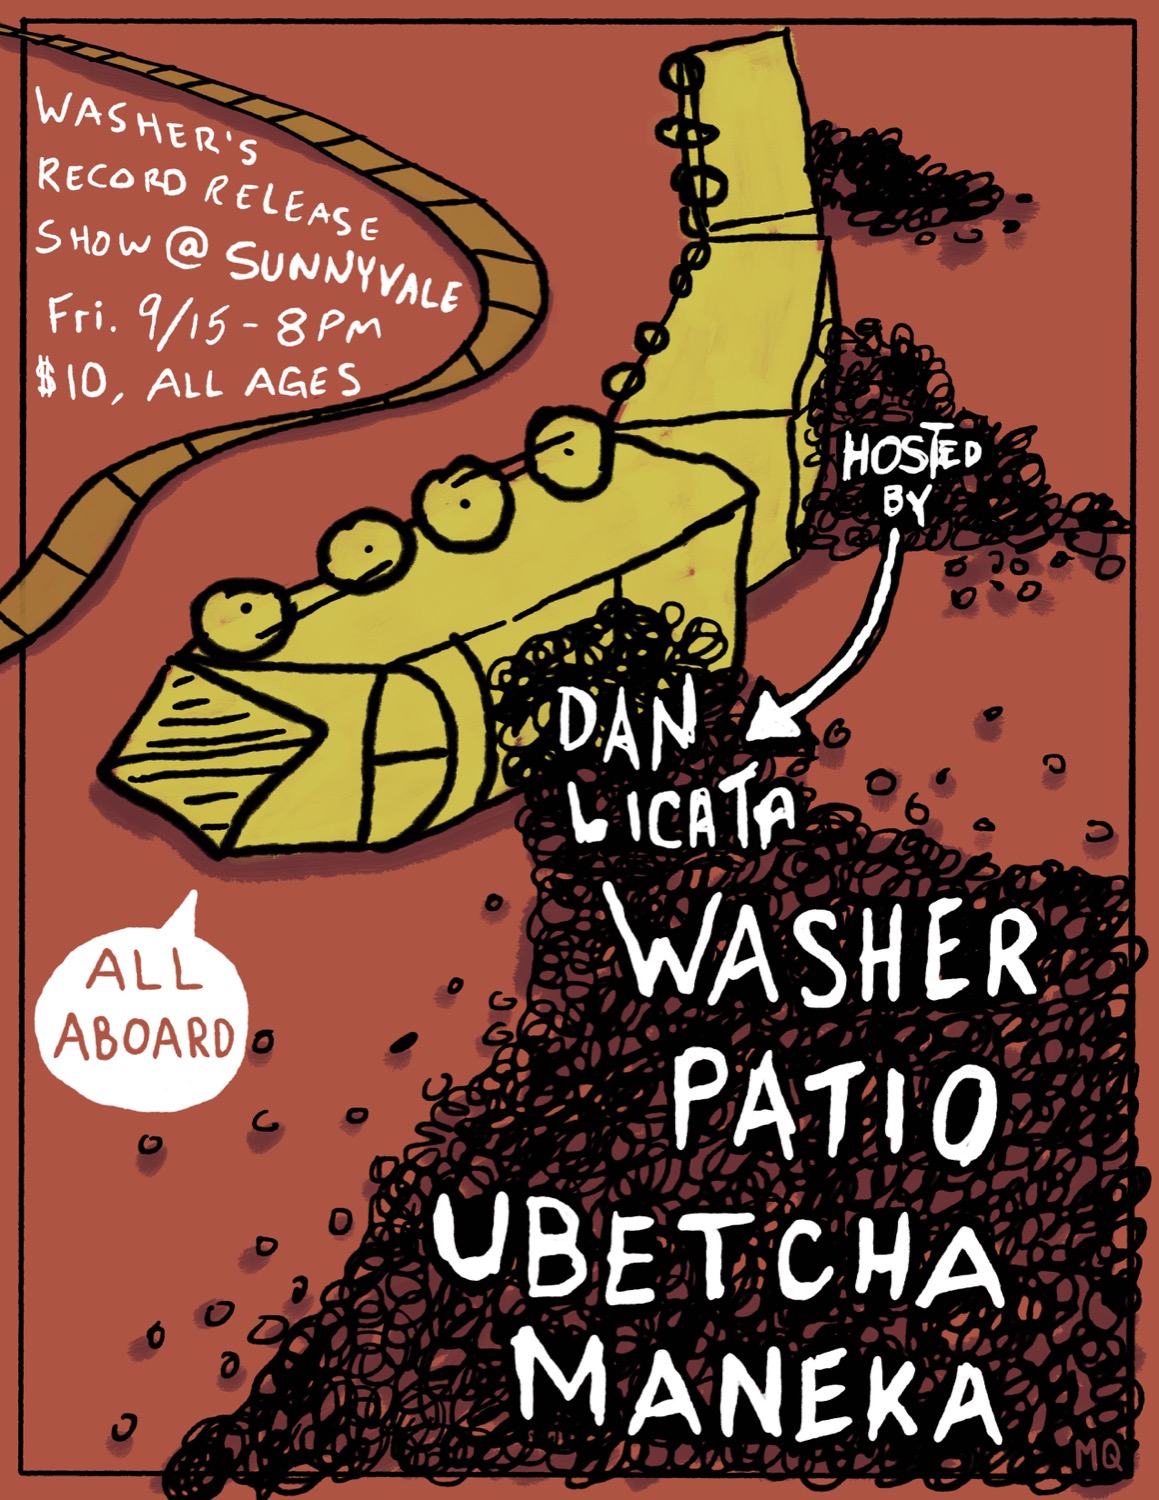 WASHER'S
RECORD RELEASE
SHOW @ SUNNYVALE
Fri. 9/15 - 8PM
$10, ALL AGES
HOSTED
BY
DAN
LICATA
WASHER
PATIO
UBETCHA
MANEKA
ALL
ABOARD
MQ